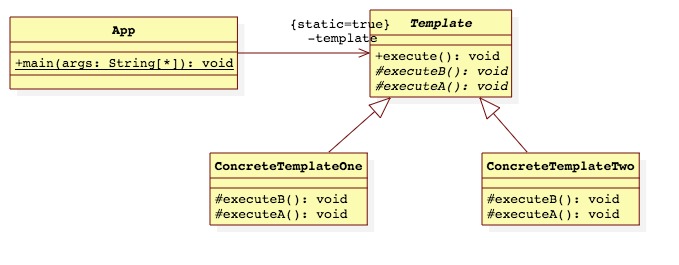 App
+main(args: String[*]): void
{static=true}
-template
Template
+execute(): void
#executeB(): void
#executeA(): void
ConcreteTemplateOne
#executeB(): void
#executeA(): void
ConcreteTemplateTwo
#executeB(): void
#executeA(): void